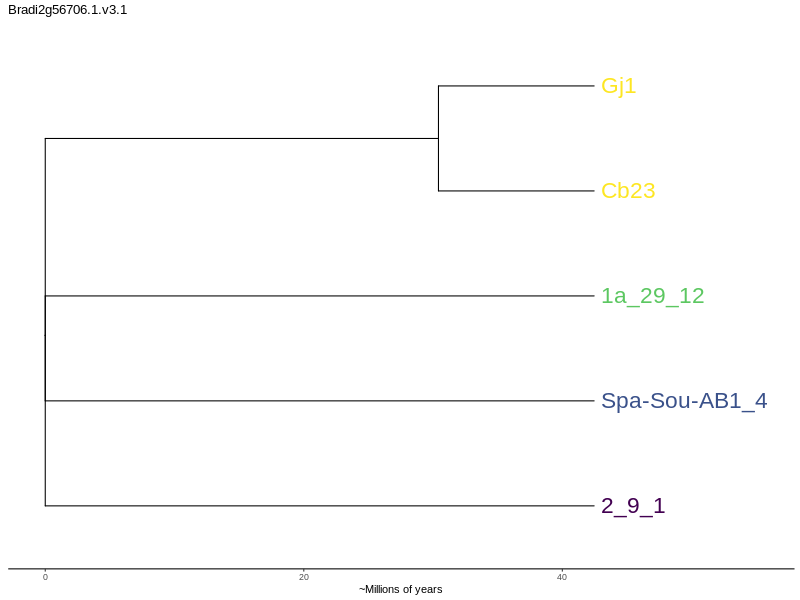 Bradi2g56706.1.v3.1
Gj1
Cb23
1a_29_12
Spa-Sou-AB1_4
2_9_1
0 20 40
~Millions of years